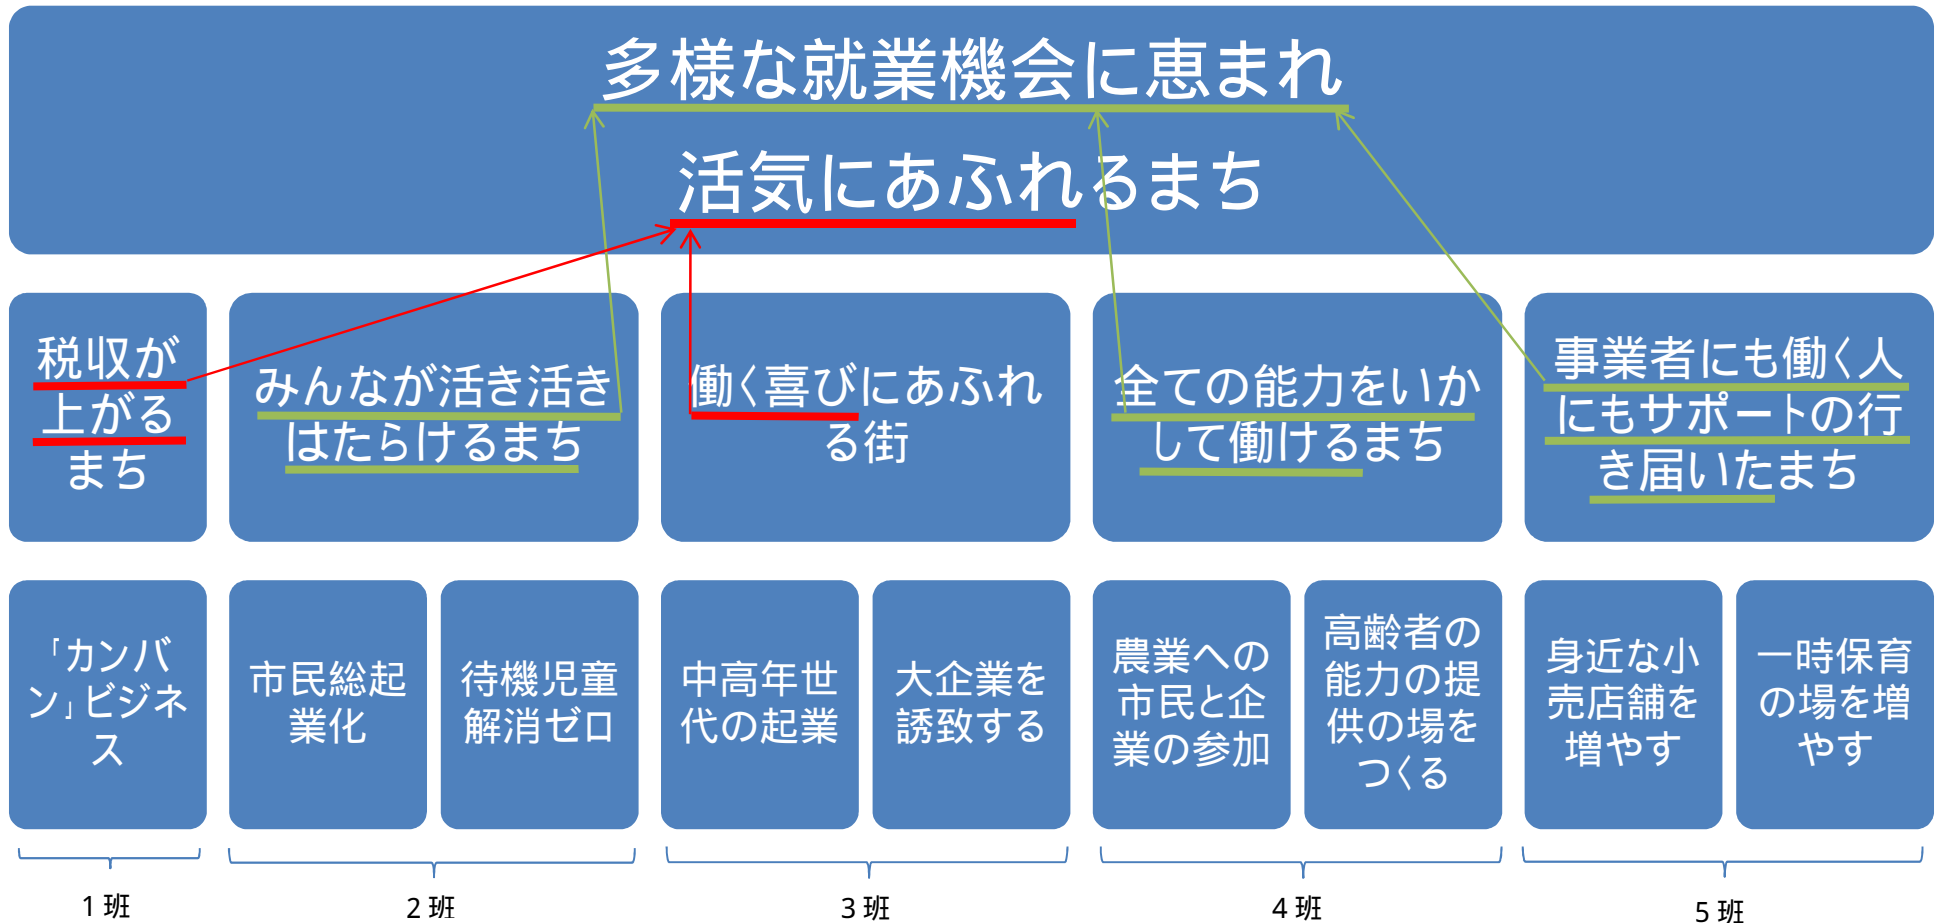 多様な就業機会に恵まれ
活気にあふれるまち
税収が
上がる
まち
みんなが活き活き
はたらけるまち
働く喜びにあふれ
る街
全ての能力をいか
して働けるまち
事業者にも働く人
にもサポートの行
き届いたまち
「カンバ
ン」ビジネ
ス
市民総起
業化
待機児童
解消ゼロ
中高年世
代の起業
大企業を
誘致する
農業への
市民と企
業の参加
高齢者の
能力の提
供の場を
つくる
身近な小
売店舗を
増やす
一時保育
の場を増
やす
1班
2班
3班
4班
5班